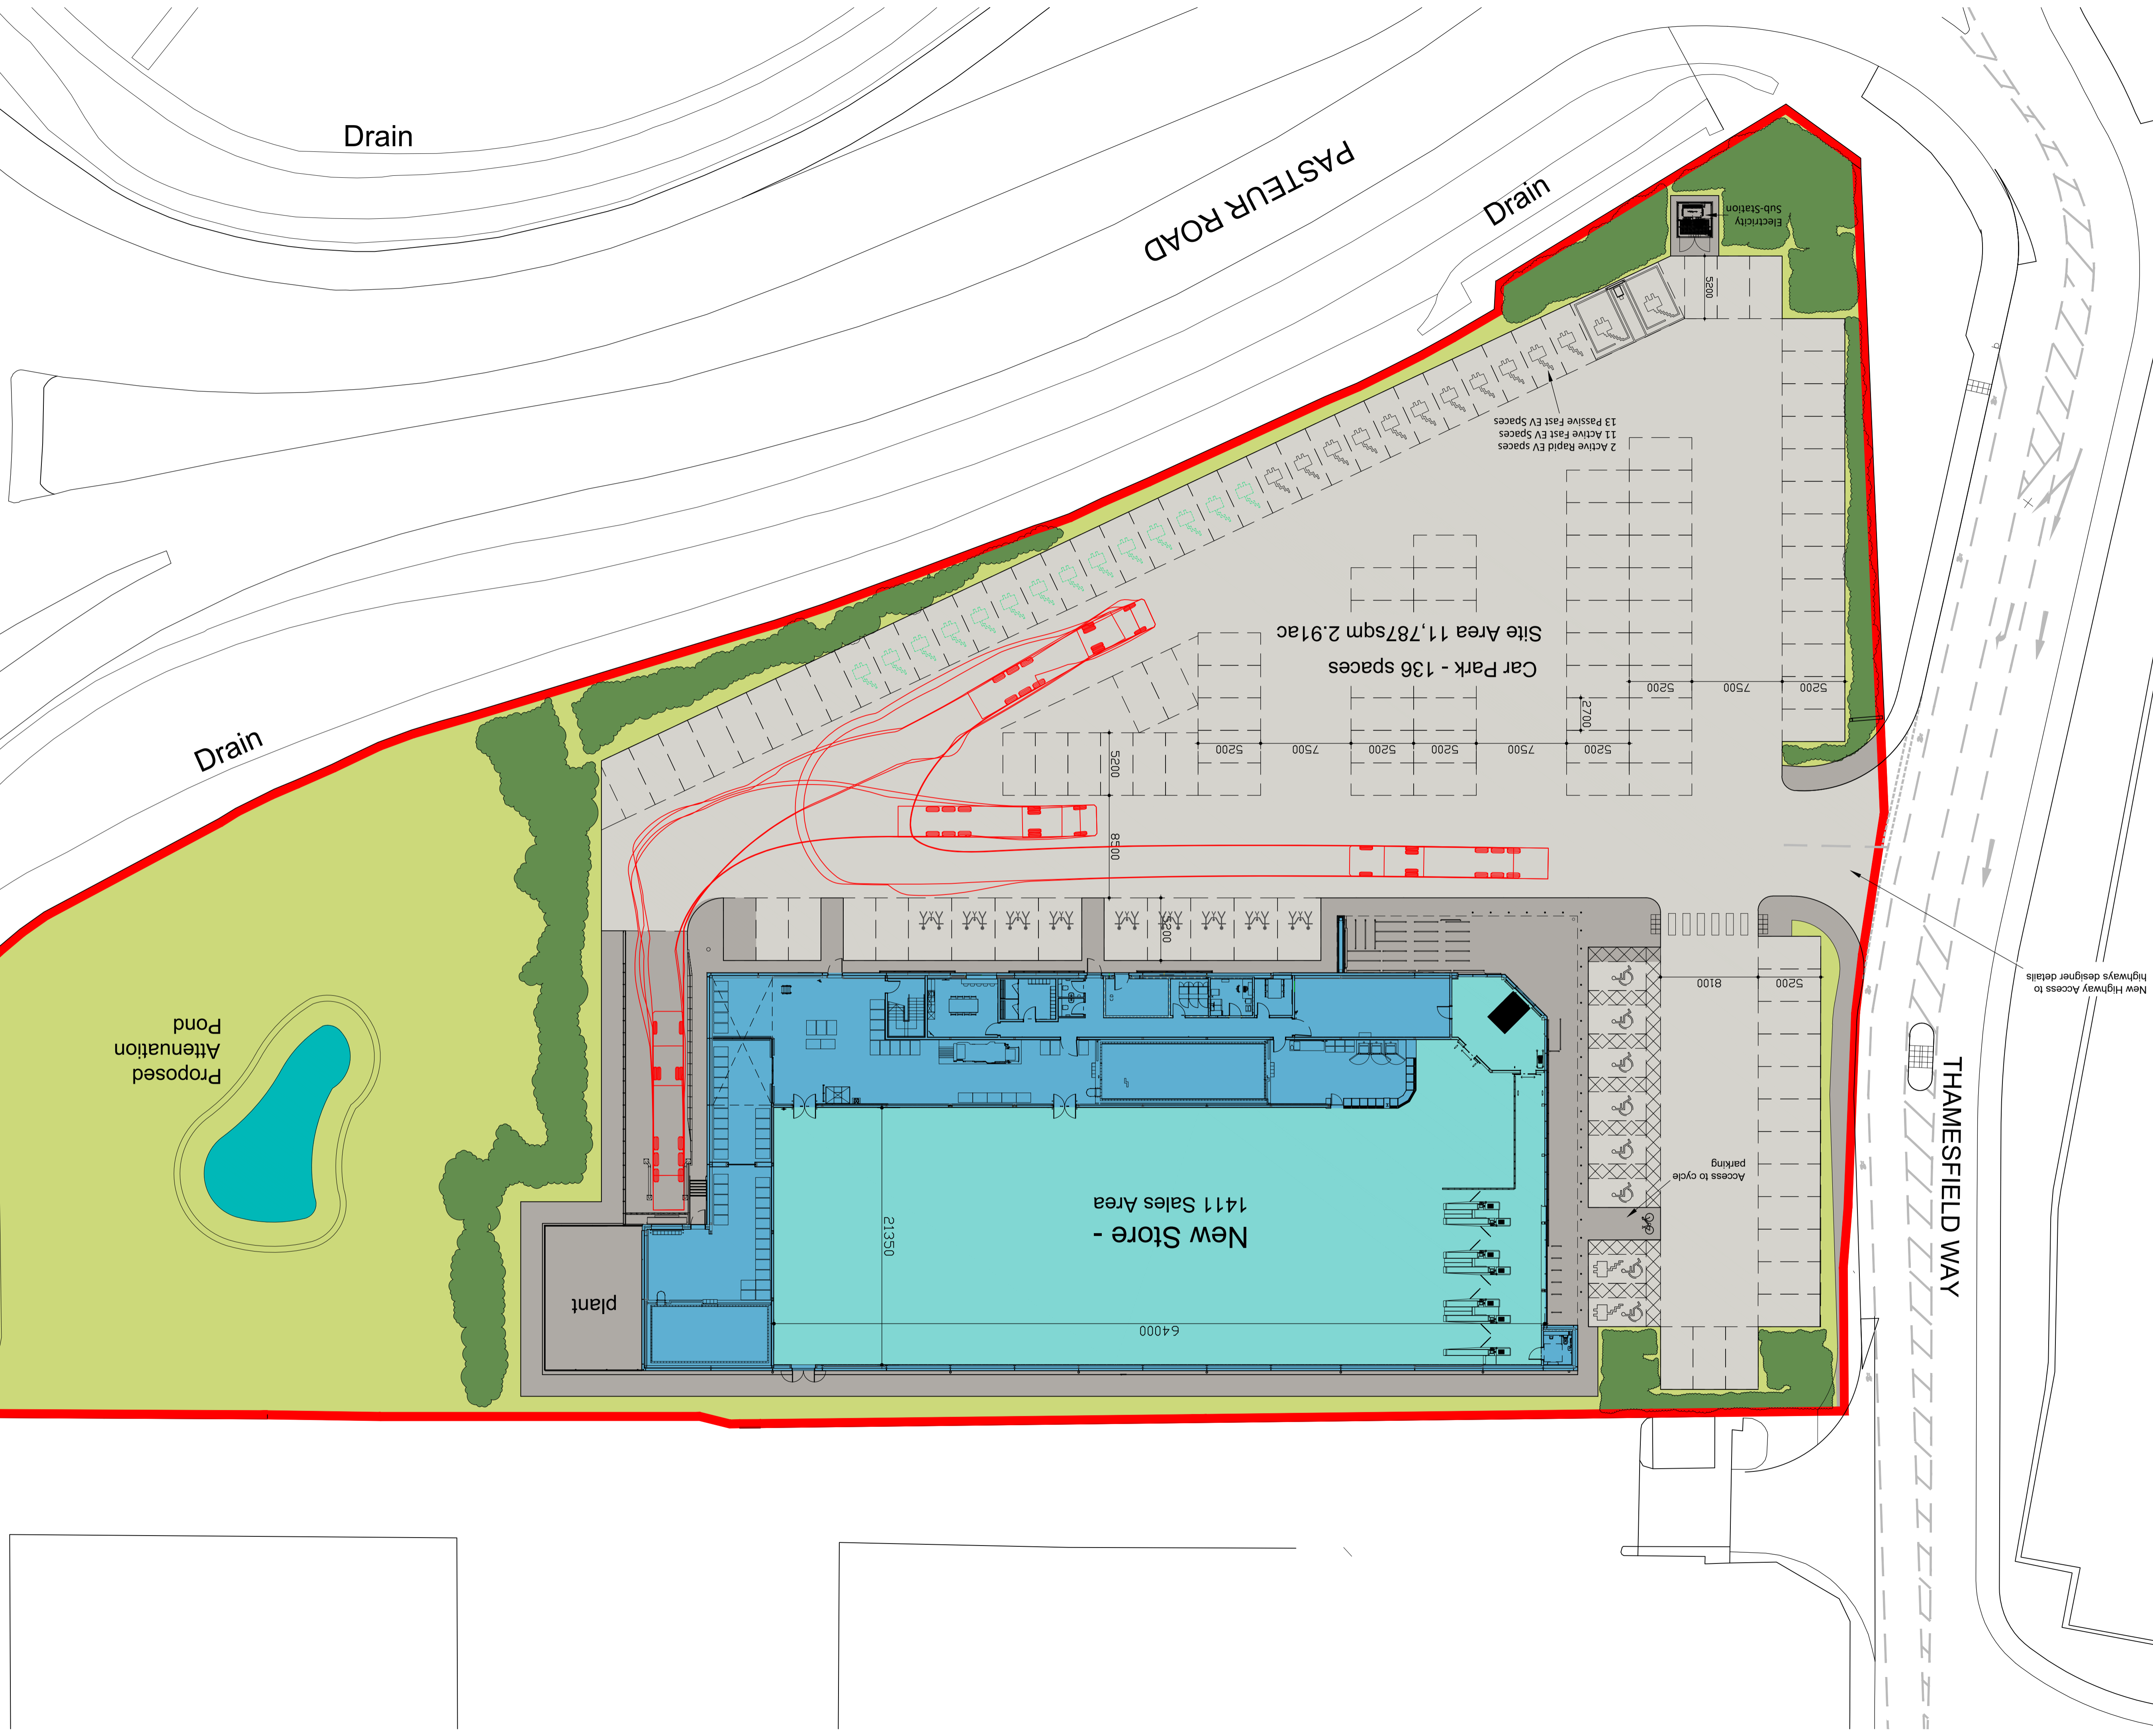 Drain
PASTEUR ROAD
Drain
Electricity
Sub-Station
5200
2 Active Rapid EV spaces
11 Active Fast EV Spaces
13 Passive Fast EV Spaces
Car Park - 136 spaces
Site Area 11,787sqm 2.91ac
5200
7500
5200
2700
5200
7500
5200
5200
7500
5200
5200
8500
Drain
5200
New Highway Access to
highways designer details
8100
5200
Proposed
Attenuation
Pond
THAMESFIELD WAY
Access to cycle
parking
New Store -
1411 Sales Area
21350
64000
plant